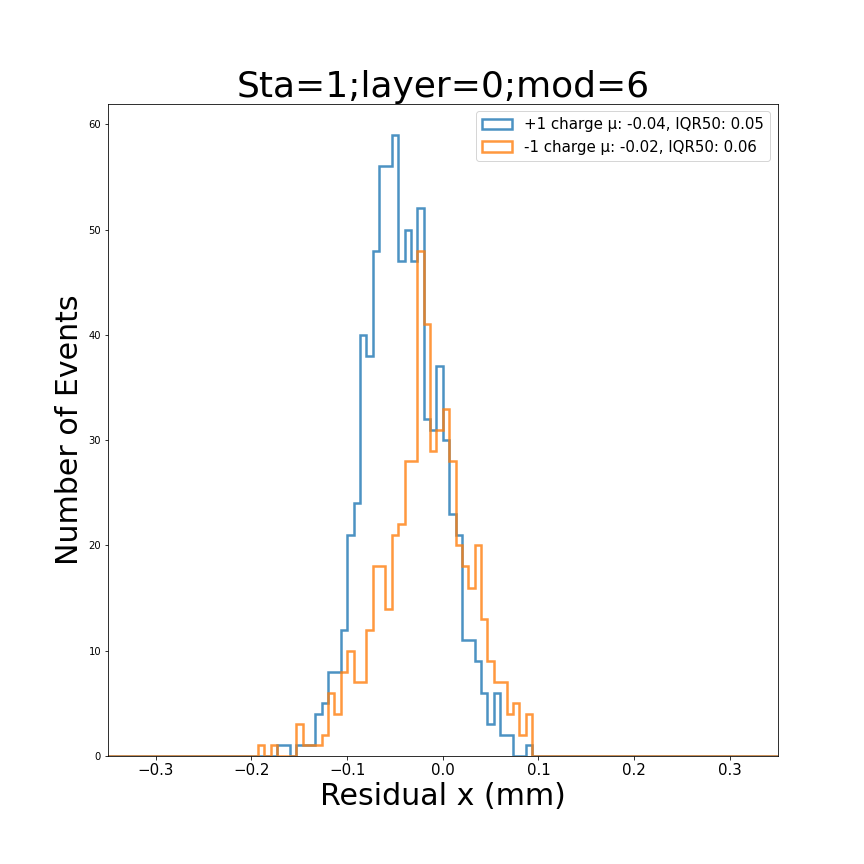 Sta=1;layer=0;mod=6
+1 charge μ: -0.04, IQR50: 0.05
-1 charge μ: -0.02, IQR50: 0.06
Number of Events
60
50
40
30
20
10
0
−0.3 −0.2 −0.1 0.0 0.1 0.2 0.3
Residual x (mm)